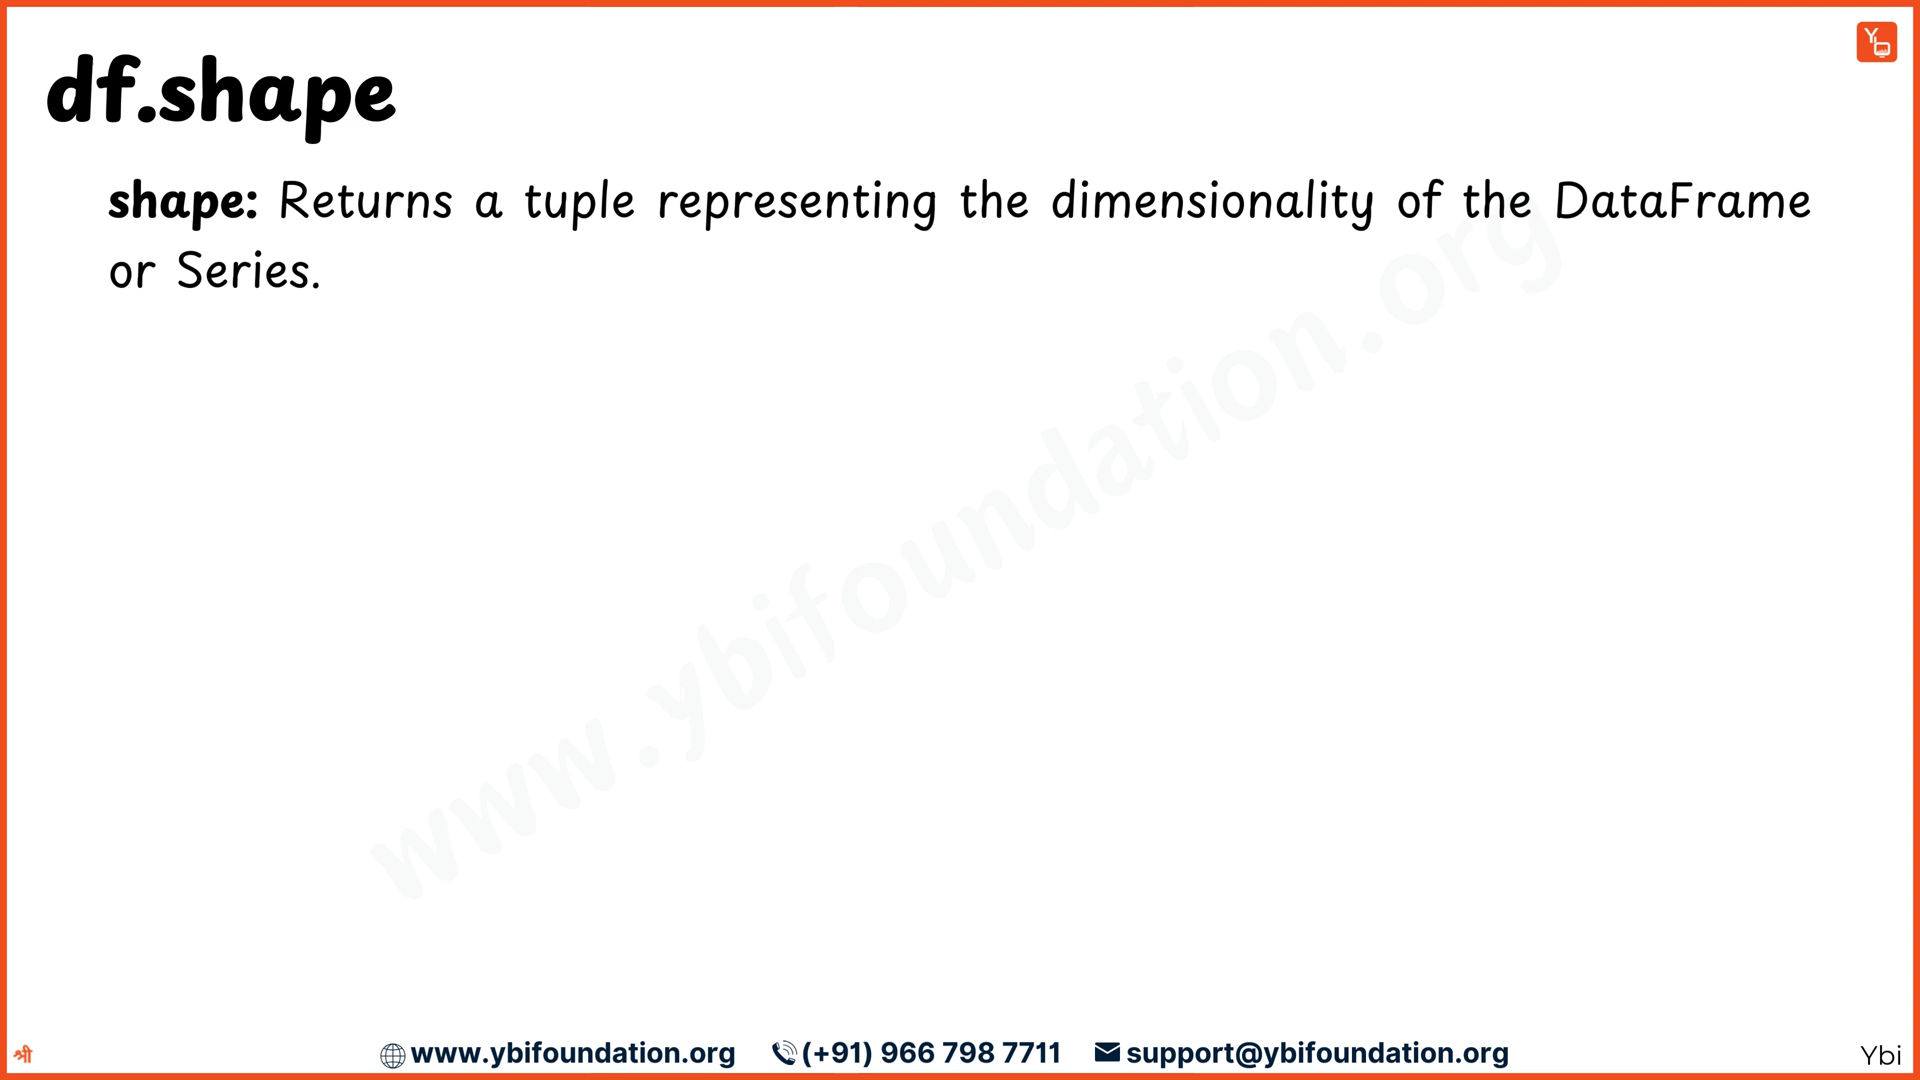 df.shape
shape: Returns a tuple representing the dimensionality of the DataFrame
or Series.
www.ybifoundation.org
श्री
www.ybifoundation.org (+91) 966 798 7711 support@ybifoundation.org
Ybi